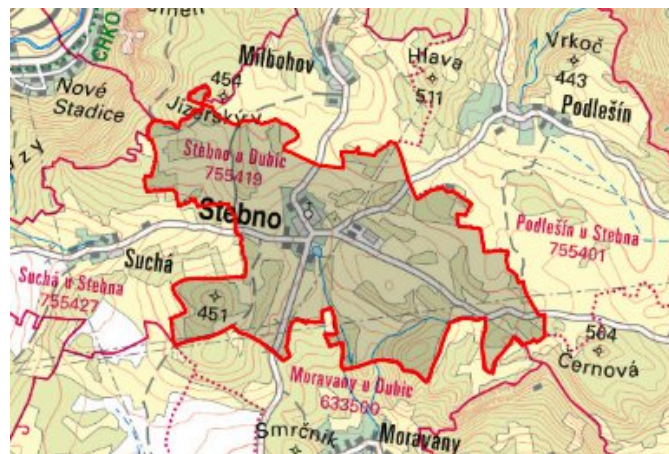 CHKO
Milbohov
Hlava
511
Vrkoč
443
Nové
Stadice
454
Jizerský v.
Podlešín
Stebno u Dubic
755419
Stebno
Podlešín u Stebna
755401
Suchá
Suchá u Stebna
755427
451
564
Černová
Moravany u Dubic
633500
Smrčník
Moravany